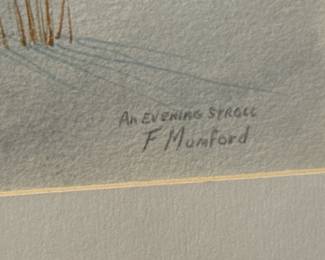 An Evening Stroll
F Mumford